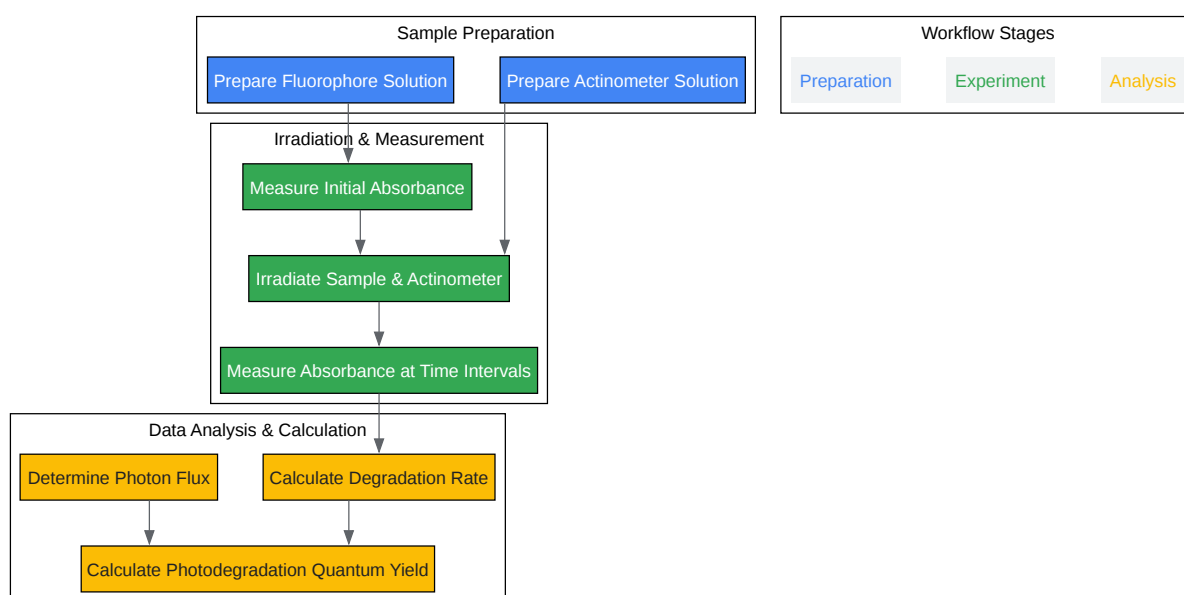 Sample Preparation
Prepare Fluorophore Solution
Prepare Actinometer Solution
Workflow Stages
Preparation
Experiment
Analysis
Irradiation & Measurement
Measure Initial Absorbance
Irradiate Sample & Actinometer
Measure Absorbance at Time Intervals
Data Analysis & Calculation
Determine Photon Flux
Calculate Degradation Rate
Calculate Photodegradation Quantum Yield